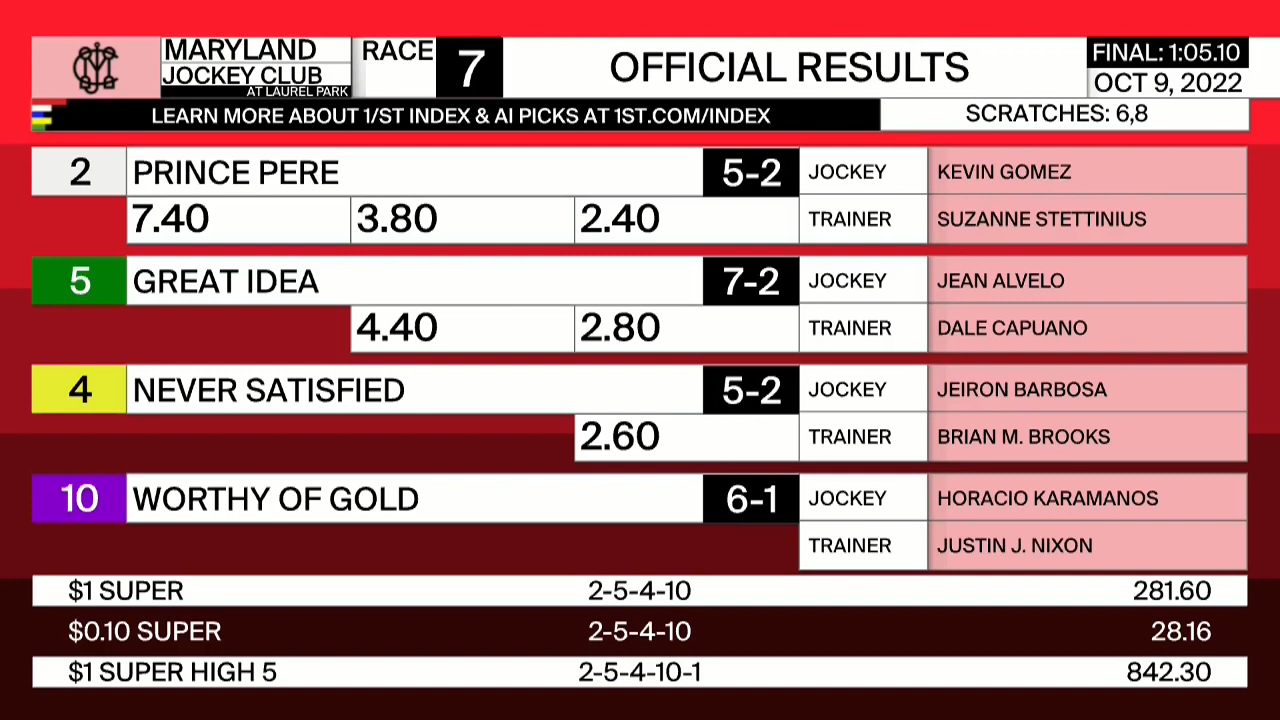 MARYLAND
JOCKEY CLUB
AT LAUREL PARK
RACE 7
OFFICIAL RESULTS
FINAL: 1:05.10
OCT 9, 2022
LEARN MORE ABOUT 1/ST INDEX & AI PICKS AT 1ST.COM/INDEX
SCRATCHES: 6,8
2 PRINCE PERE 5-2 JOCKEY KEVIN GOMEZ
7.40 3.80 2.40 TRAINER SUZANNE STETTINIUS
5 GREAT IDEA 7-2 JOCKEY JEAN ALVELO
4.40 2.80 TRAINER DALE CAPUANO
4 NEVER SATISFIED 5-2 JOCKEY JEIRON BARBOSA
2.60 TRAINER BRIAN M. BROOKS
10 WORTHY OF GOLD 6-1 JOCKEY HORACIO KARAMANOS
TRAINER JUSTIN J. NIXON
$1 SUPER 2-5-4-10 281.60
$0.10 SUPER 2-5-4-10 28.16
$1 SUPER HIGH 5 2-5-4-10-1 842.30